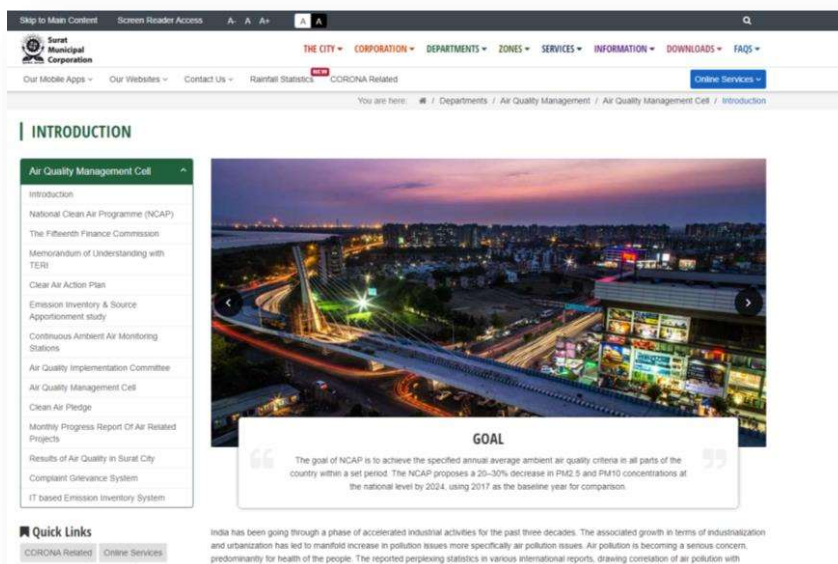 Skip to Main Content Screen Reader Access A- A A+ A A
Surat
Municipal
Corporation
THE CITY CORPORATION DEPARTMENTS ZONES SERVICES INFORMATION DOWNLOADS FAQS
NEW
Our Mobile Apps Our Websites Contact Us Rainfall Statistics CORONA Related Online Services
You are here: / Departments / Air Quality Management / Air Quality Management Cell / Introduction
INTRODUCTION
Air Quality Management Cell
Introduction
National Clean Air Programme (NCAP)
The Fifteenth Finance Commission
Memorandum of Understanding with
TERI
Clear Air Action Plan
Emission Inventory & Source
Apportionment study
Continuous Ambient Air Monitoring
Stations
Air Quality Implementation Committee
Air Quality Management Cell
Clean Air Pledge
Monthly Progress Report Of Air Related
Projects
Results of Air Quality in Surat City
Complaint Grievance System
IT based Emission Inventory System
Quick Links
CORONA Related Online Services
GOAL
The goal of NCAP is to achieve the specified annual average ambient air quality criteria in all parts of the
country within a set period. The NCAP proposes a 20–30% decrease in PM2.5 and PM10 concentrations at
the national level by 2024, using 2017 as the baseline year for comparison.
India has been going through a phase of accelerated industrial activities for the past three decades. The associated growth in terms of industrialization
and urbanization has led to manifold increase in pollution issues more specifically air pollution issues. Air pollution is becoming a serious concern,
predominantly for health of the people. The reported perplexing statistics in various international reports, drawing correlation of air pollution with